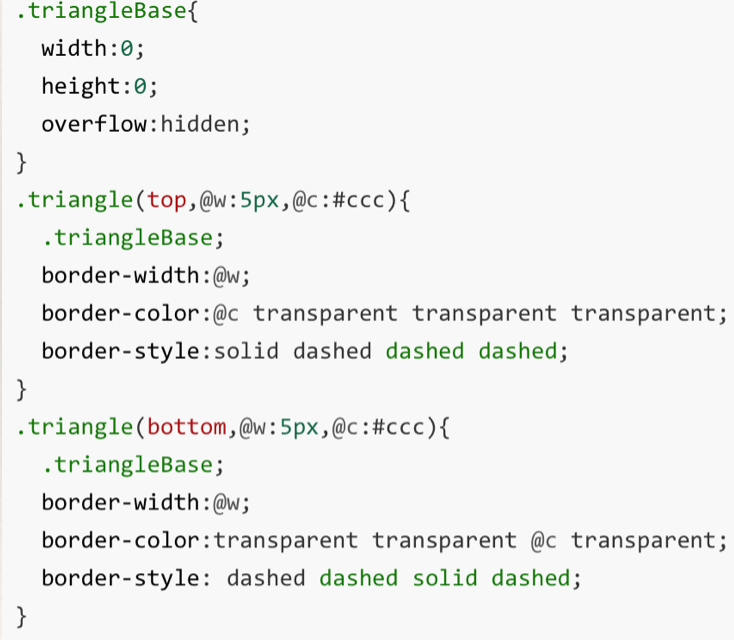 .triangleBase{
width:0;
height:0;
overflow:hidden;
}
.triangle(top,@w:5px,@c:#ccc){
.triangleBase;
border-width:@w;
border-color:@c transparent transparent transparent;
border-style:solid dashed dashed dashed;
}
.triangle(bottom,@w:5px,@c:#ccc){
.triangleBase;
border-width:@w;
border-color:transparent transparent @c transparent;
border-style: dashed dashed solid dashed;
}